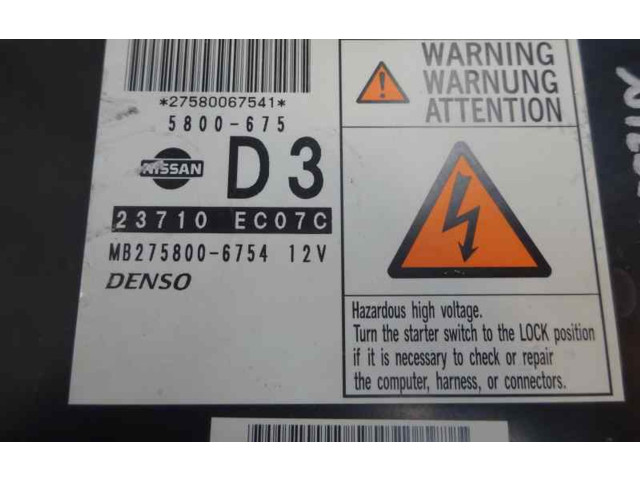 *27580067541*
5800-675
NISSAN
D3
23710 EC07C
MB275800-6754 12V
DENSO
WARNING
WARNUNG
ATTENTION
Hazardous high voltage.
Turn the starter switch to the LOCK position
if it is necessary to check or repair
the computer, harness, or connectors.